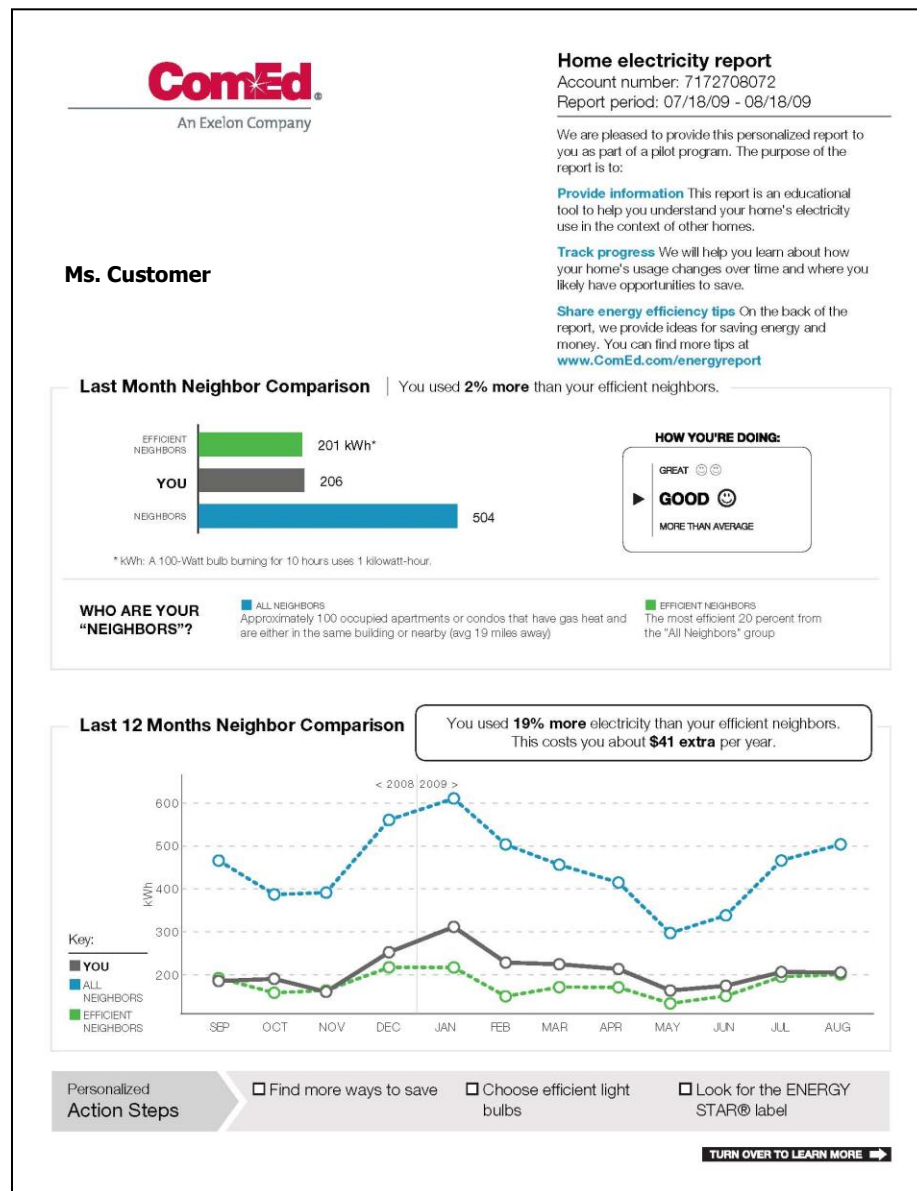 ComEd®
An Exelon Company
Home electricity report
Account number: 7172708072
Report period: 07/18/09 - 08/18/09
We are pleased to provide this personalized report to
you as part of a pilot program. The purpose of the
report is to:
Provide information This report is an educational
tool to help you understand your home's electricity
use in the context of other homes.
Track progress We will help you learn about how
your home's usage changes over time and where you
likely have opportunities to save.
Share energy efficiency tips On the back of the
report, we provide ideas for saving energy and
money. You can find more tips at
www.ComEd.com/energyreport
Ms. Customer
Last Month Neighbor Comparison | You used 2% more than your efficient neighbors.
EFFICIENT
NEIGHBORS
201 kWh*
YOU
206
NEIGHBORS
504
* kWh: A 100-Watt bulb burning for 10 hours uses 1 kilowatt-hour.
HOW YOU'RE DOING:
GREAT
GOOD
MORE THAN AVERAGE
WHO ARE YOUR
"NEIGHBORS"?
ALL NEIGHBORS
Approximately 100 occupied apartments or condos that have gas heat and
are either in the same building or nearby (avg 19 miles away)
EFFICIENT NEIGHBORS
The most efficient 20 percent from
the "All Neighbors" group
Last 12 Months Neighbor Comparison
You used 19% more electricity than your efficient neighbors.
This costs you about $41 extra per year.
< 2008 2009 >
600
500
400
300
200
kWh
Key:
YOU
ALL
NEIGHBORS
EFFICIENT
NEIGHBORS
SEP OCT NOV DEC JAN FEB MAR APR MAY JUN JUL AUG
Personalized
Action Steps
Find more ways to save
Choose efficient light
bulbs
Look for the ENERGY
STAR® label
TURN OVER TO LEARN MORE